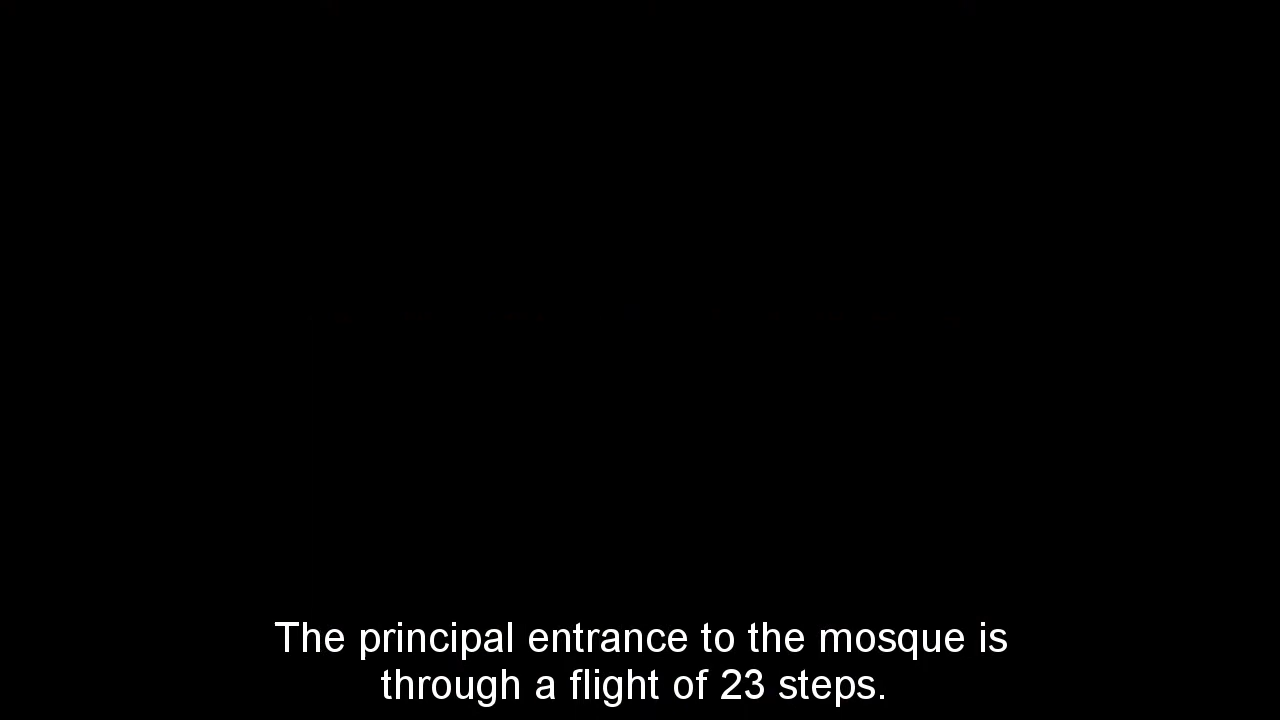 The principal entrance to the mosque is
through a flight of 23 steps.